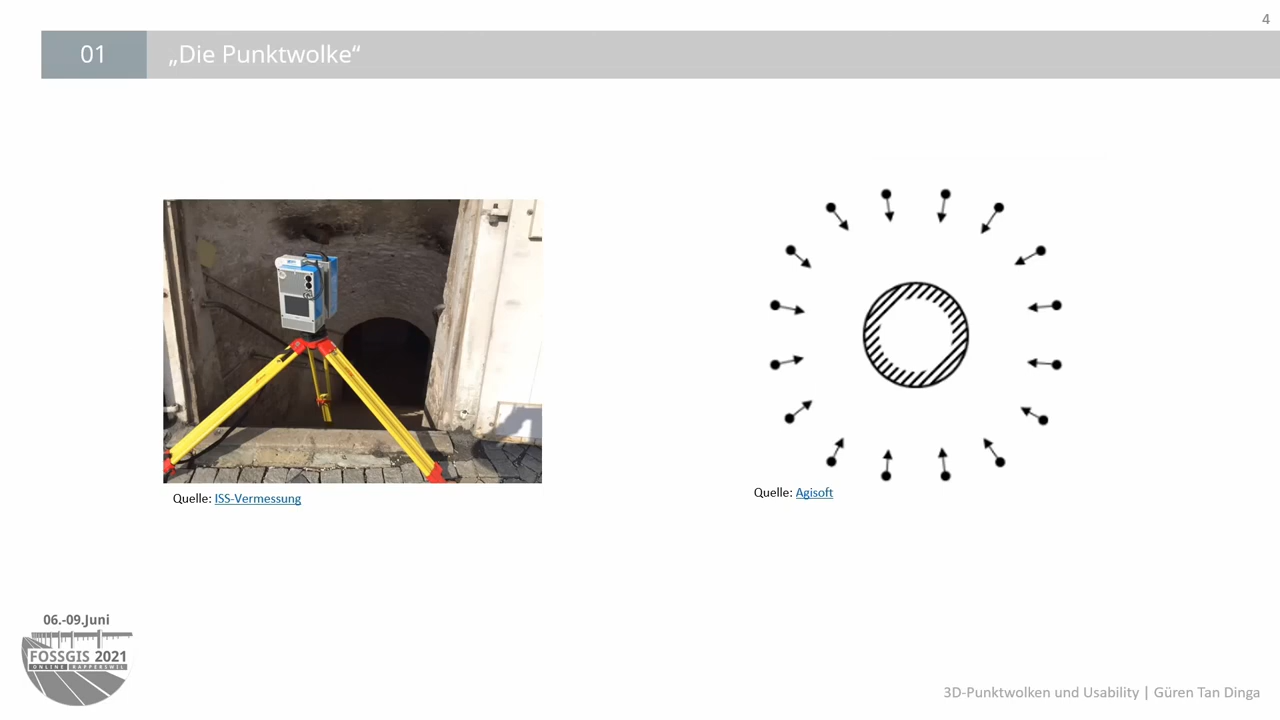 4
01
„Die Punktwolke“
Quelle: ISS-Vermessung
Quelle: Agisoft
06.-09.Juni
FOSSGIS 2021
ONLINE RAPPERSWIL
3D-Punktwolken und Usability | Güren Tan Dinga